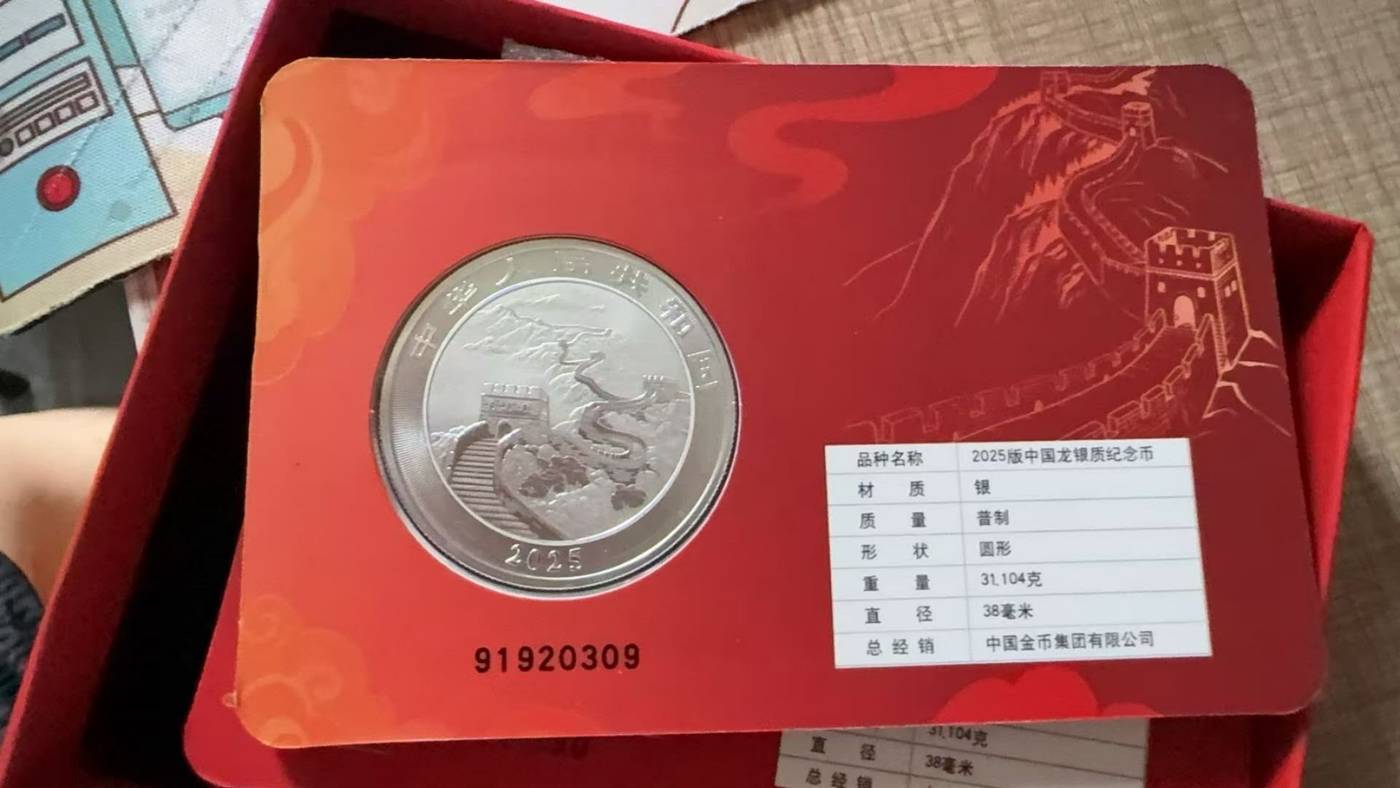 中华人民共和国
2025
91920309
品种名称 2025版中国龙银质纪念币
材 质 银
质 量 普制
形 状 圆形
重 量 31.104克
直 径 38毫米
总 经 销 中国金币集团有限公司
31.104克
直 径 38毫米
总 经 销